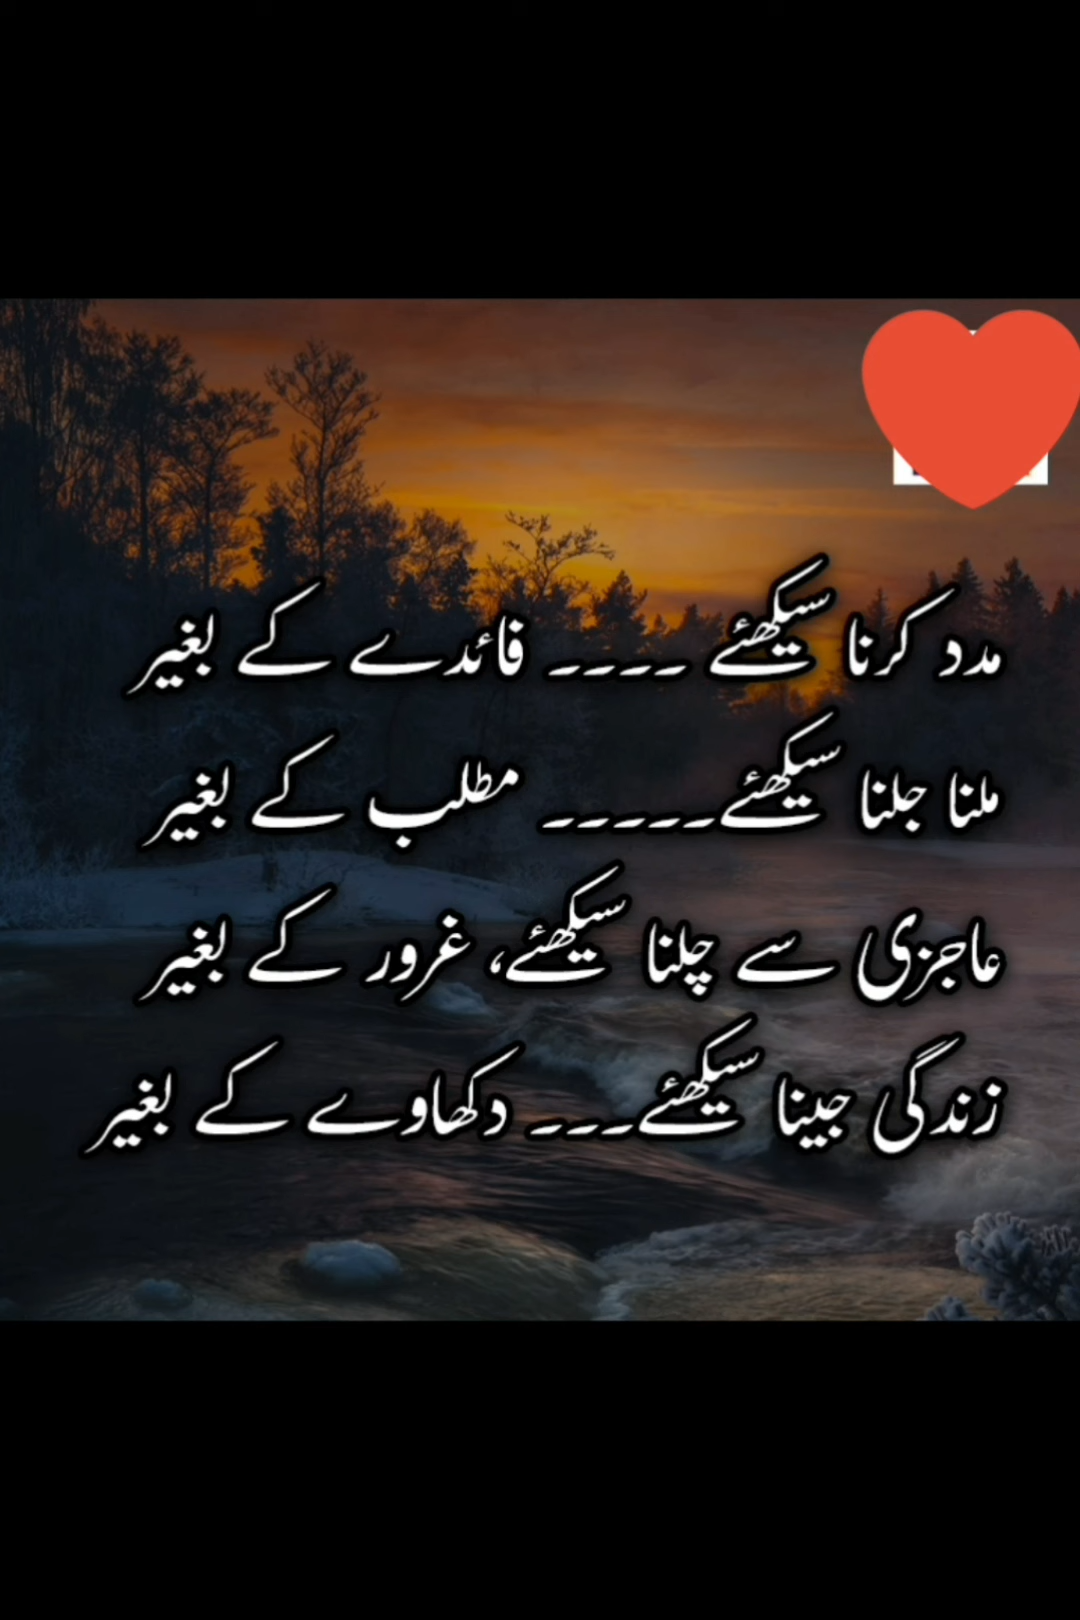 مدد کرنا سیکھئے ۔۔۔۔ فائدے کے بغیر
ملنا جلنا سیکھئے۔۔۔۔۔ مطلب کے بغیر
عاجزی سے چلنا سیکھئے، غرور کے بغیر
زندگی جینا سیکھئے۔۔۔ دکھاوے کے بغیر